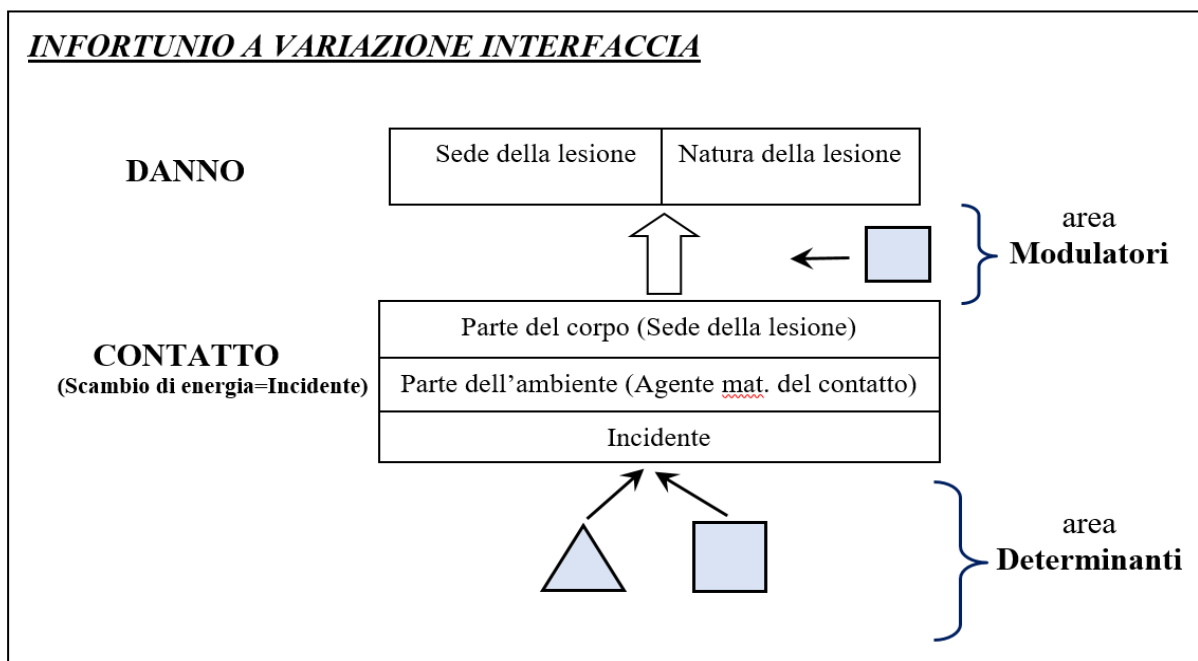 INFORTUNIO A VARIAZIONE INTERFACCIA
DANNO
Sede della lesione
Natura della lesione
area
Modulatori
CONTATTO
(Scambio di energia=Incidente)
Parte del corpo (Sede della lesione)
Parte dell’ambiente (Agente mat. del contatto)
Incidente
area
Determinanti